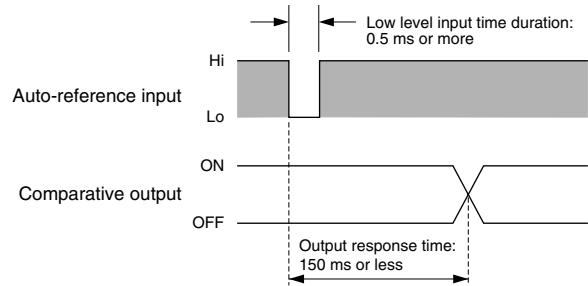 Low level input time duration:
0.5 ms or more
Hi
Auto-reference input
Lo
ON
Comparative output
OFF
Output response time:
150 ms or less